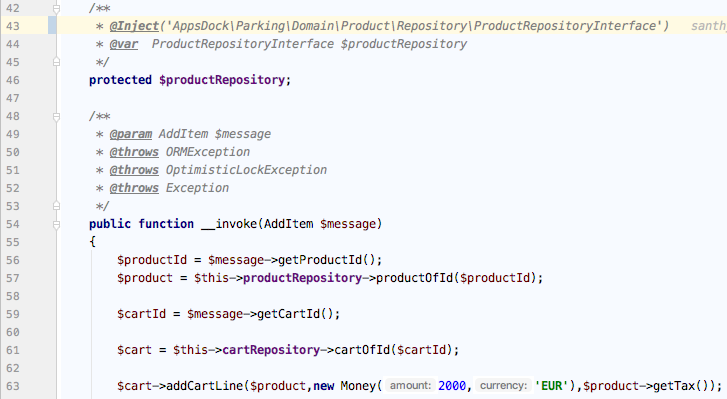 42 /**
43 * @Inject('AppsDock\Parking\Domain\Product\Repository\ProductRepositoryInterface')
44 * @var  ProductRepositoryInterface $productRepository
45 */
46 protected $productRepository;
47
48 /**
49 * @param AddItem $message
50 * @throws ORMException
51 * @throws OptimisticLockException
52 * @throws Exception
53 */
54 public function __invoke(AddItem $message)
55 {
56 $productId = $message->getProductId();
57 $product = $this->productRepository->productOfId($productId);
58
59 $cartId = $message->getCartId();
60
61 $cart = $this->cartRepository->cartOfId($cartId);
62
63 $cart->addCartLine($product,new Money( amount: 2000, currency: 'EUR'),$product->getTax());